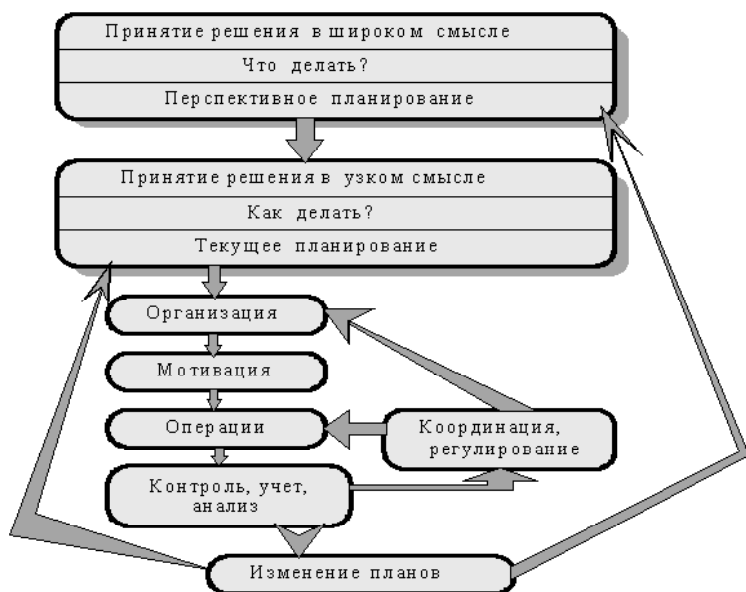 Принятие решения в широком смысле
Что делать?
Перспективное планирование
Принятие решения в узком смысле
Как делать?
Текущее планирование
Организация
Мотивация
Операции
Координация,
регулирование
Контроль, учет,
анализ
Изменение планов